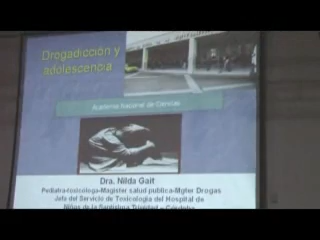 Drogadicción y
adolescencia
Academia Nacional de Ciencias
Dra. Nilda Gait
Pediatra-toxicóloga-Magister salud publica-Mgter Drogas
Jefa del Servicio de Toxicología del Hospital de
Niños de la Santísima Trinidad - Córdoba